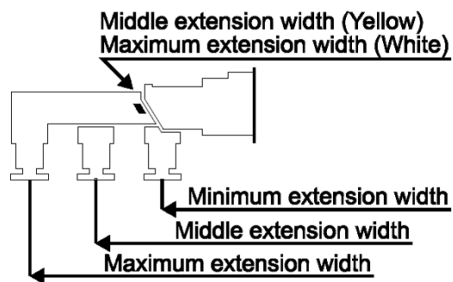 Middle extension width (Yellow)
Maximum extension width (White)
Minimum extension width
Middle extension width
Maximum extension width